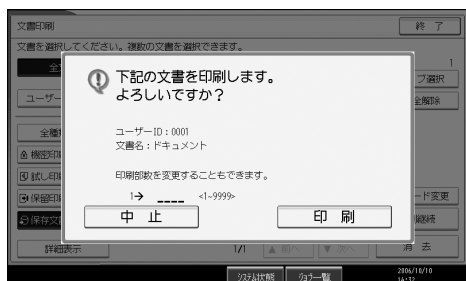 文書印刷
終 了
文書を選択してください。複数の文書を選択できます。
1
下記の文書を印刷します。
よろしいですか？
ユーザーID：0001
文書名：ドキュメント
印刷部数を変更することもできます。
1→ ____ <1-9999>
中 止
印 刷
ユーザー
全解除
プ選択
全種
機密印
試し印
保留印
保存文
ード変更
詳細表示
1/1
▲ 前へ
▼ 次へ
消 去
システム状態
ジョブ一覧
2006/10/10
16:32